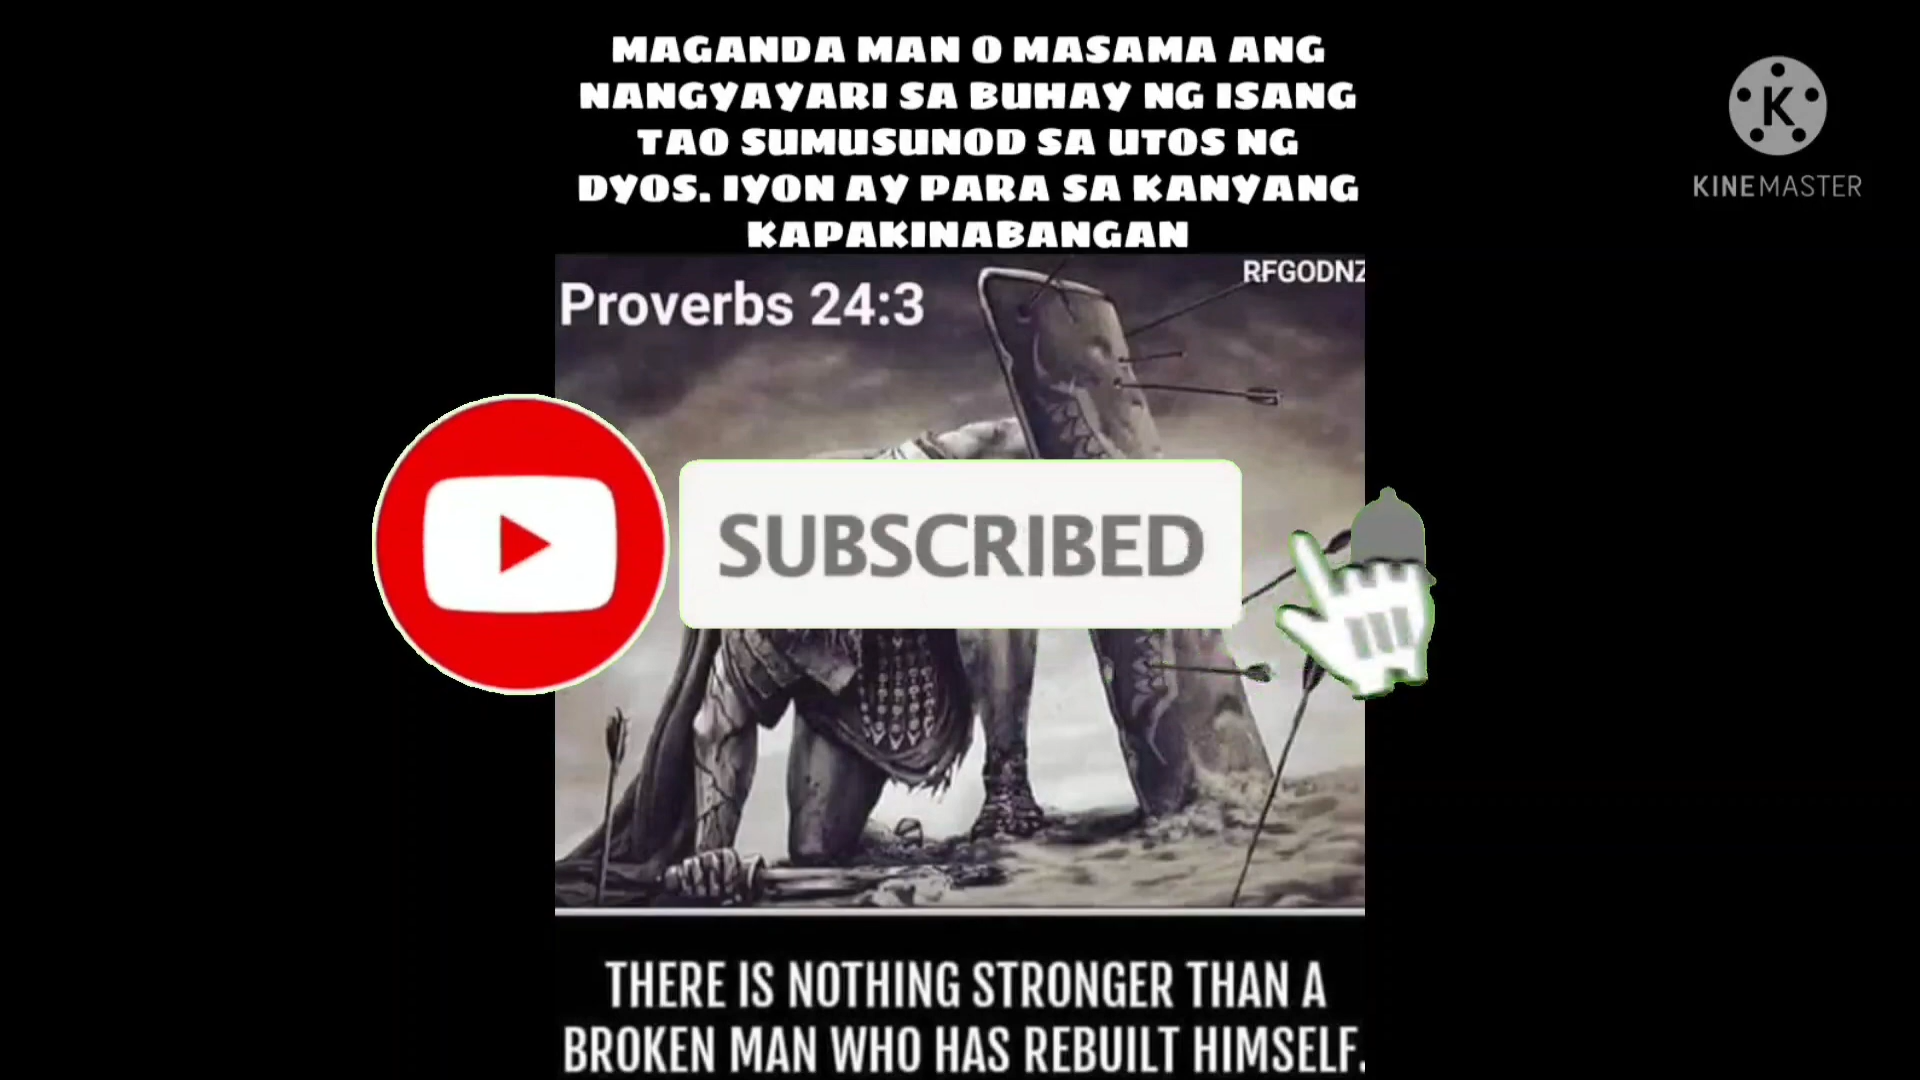 MAGANDA MAN O MASAMA ANG
NANGYAYARI SA BUHAY NG ISANG
TAO SUMUSUNOD SA UTOS NG
DYOS. IYON AY PARA SA KANYANG
KAPAKINABANGAN
K
KINEMASTER
RFGODNZ
Proverbs 24:3
SUBSCRIBED
THERE IS NOTHING STRONGER THAN A
BROKEN MAN WHO HAS REBUILT HIMSELF.